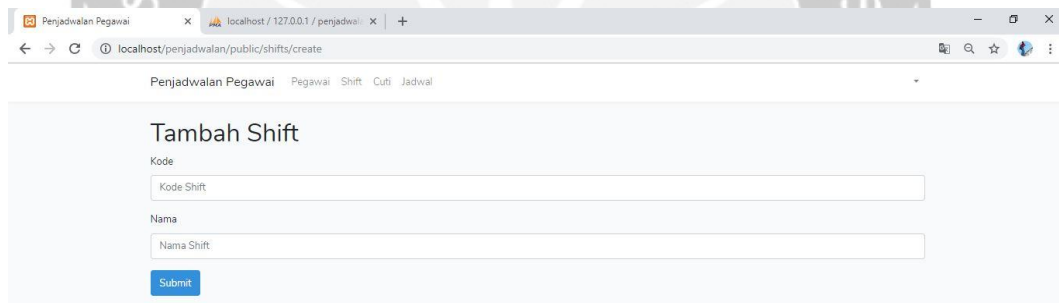 Penjadwalan Pegawai
localhost / 127.0.0.1 / penjadwala
localhost/penjadwalan/public/shifts/create
Penjadwalan Pegawai Pegawai Shift Cuti Jadwal
Tambah Shift
Kode
Kode Shift
Nama
Nama Shift
Submit